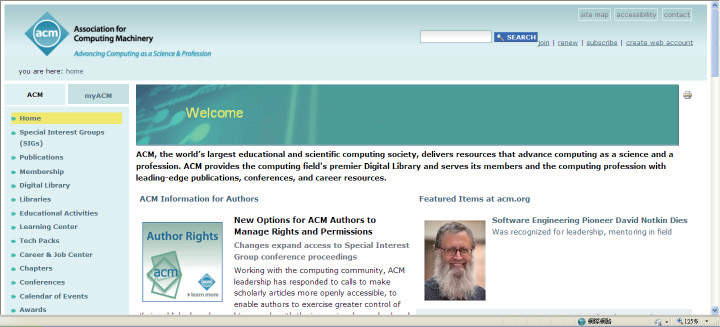 site map accessibility contact
acm
Association for
Computing Machinery
Advancing Computing as a Science & Profession
SEARCH
join | renew | subscribe | create web account
you are here: home
ACM myACM
Home
Special Interest Groups
(SIGs)
Publications
Membership
Digital Library
Libraries
Educational Activities
Learning Center
Tech Packs
Career & Job Center
Chapters
Conferences
Calendar of Events
Awards
Welcome
ACM, the world's largest educational and scientific computing society, delivers resources that advance computing as a science and a
profession. ACM provides the computing field's premier Digital Library and serves its members and the computing profession with
leading-edge publications, conferences, and career resources.
ACM Information for Authors
Author Rights
acm
acm
learn more
New Options for ACM Authors to
Manage Rights and Permissions
Changes expand access to Special Interest
Group conference proceedings
Working with the computing community, ACM
leadership has responded to calls to make
scholarly articles more openly accessible, to
enable authors to exercise greater control of
Featured Items at acm.org
Software Engineering Pioneer David Notkin Dies
Was recognized for leadership, mentoring in field
125%